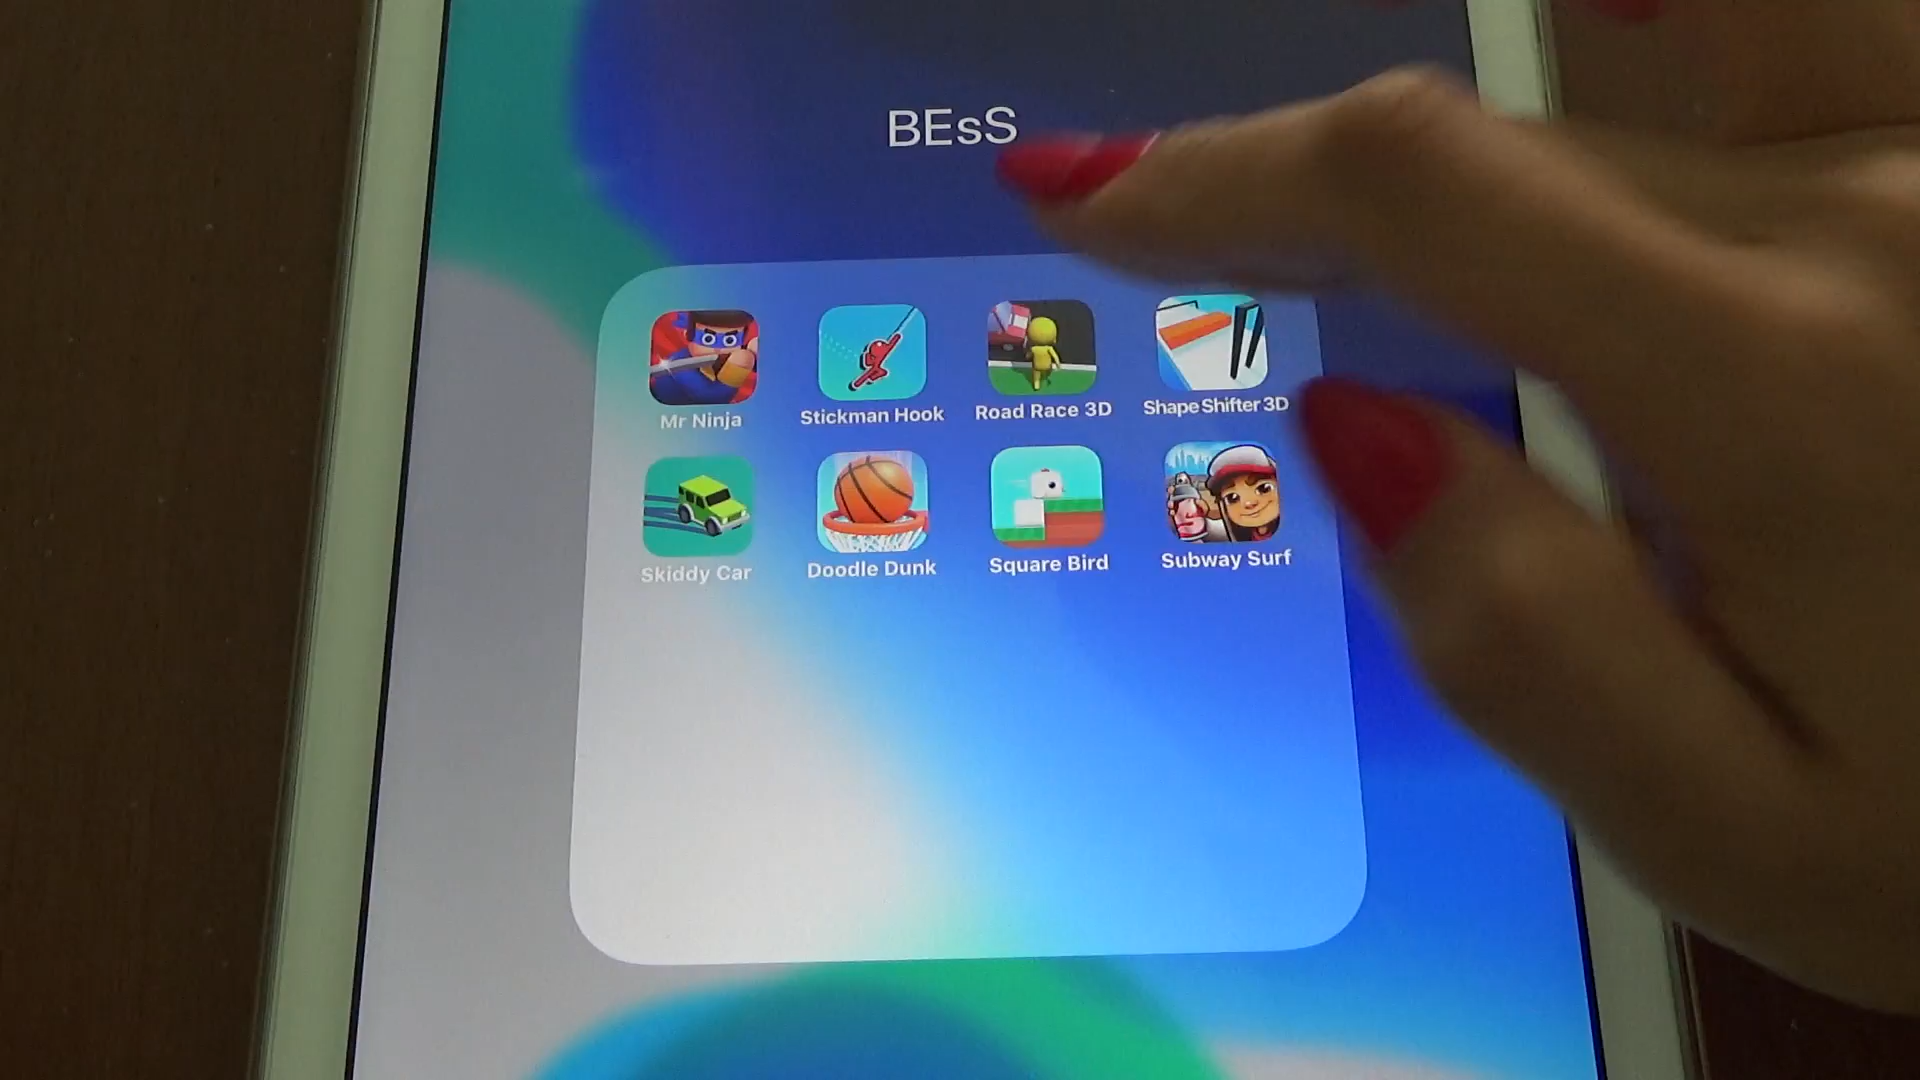 BEsS
Mr Ninja
Stickman Hook
Road Race 3D
Shape Shifter 3D
Skiddy Car
Doodle Dunk
Square Bird
Subway Surf